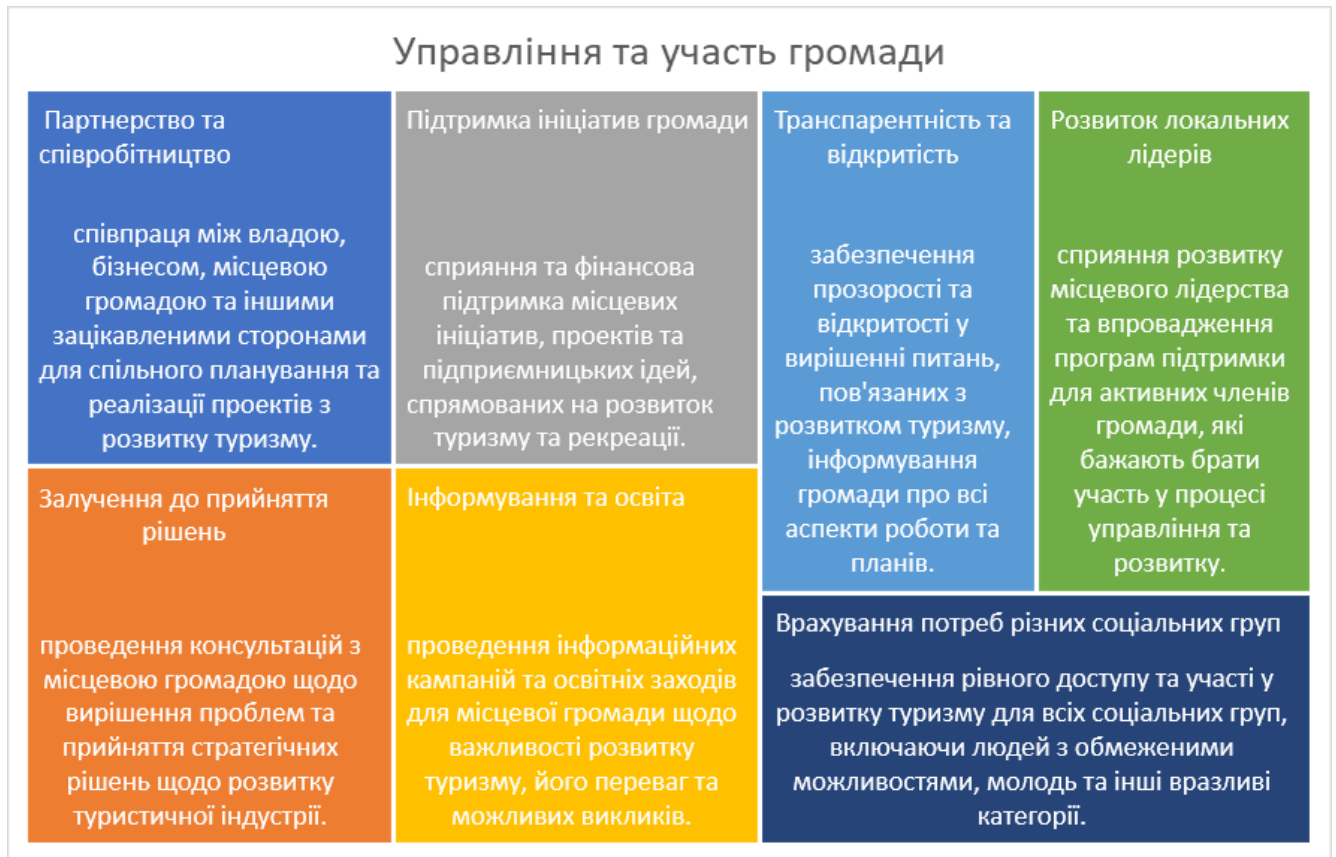 Управління та участь громади
Партнерство та
співробітництво
співпраця між владою,
бізнесом, місцевою
громадою та іншими
зацікавленими сторонами
для спільного планування та
реалізації проектів з
розвитку туризму.
Залучення до прийняття
рішень
проведення консультацій з
місцевою громадою щодо
вирішення проблем та
прийняття стратегічних
рішень щодо розвитку
туристичної індустрії.
Підтримка ініціатив громади
сприяння та фінансова
підтримка місцевих
ініціатив, проектів та
підприємницьких ідей,
спрямованих на розвиток
туризму та рекреації.
Інформування та освіта
проведення інформаційних
кампаній та освітніх заходів
для місцевої громади щодо
важливості розвитку
туризму, його переваг та
можливих викликів.
Транспарентність та
відкритість
забезпечення
прозорості та
відкритості у
вирішенні питань,
пов'язаних з
розвитком туризму,
інформування
громади про всі
аспекти роботи та
планів.
Розвиток локальних
лідерів
сприяння розвитку
місцевого лідерства
та впровадження
програм підтримки
для активних членів
громади, які
бажають брати
участь у процесі
управління та
розвитку.
Врахування потреб різних соціальних груп
забезпечення рівного доступу та участі у
розвитку туризму для всіх соціальних груп,
включаючи людей з обмеженими
можливостями, молодь та інші вразливі
категорії.